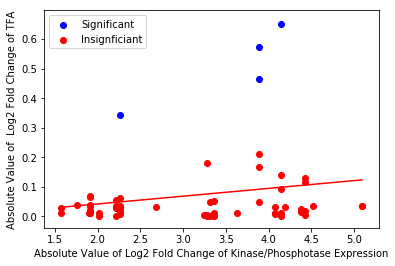 Significant
Insignficiant
Absolute Value of  Log2 Fold Change of TFA
0.6
0.5
0.4
0.3
0.2
0.1
0.0
1.5 2.0 2.5 3.0 3.5 4.0 4.5 5.0
Absolute Value of Log2 Fold Change of Kinase/Phosphotase Expression